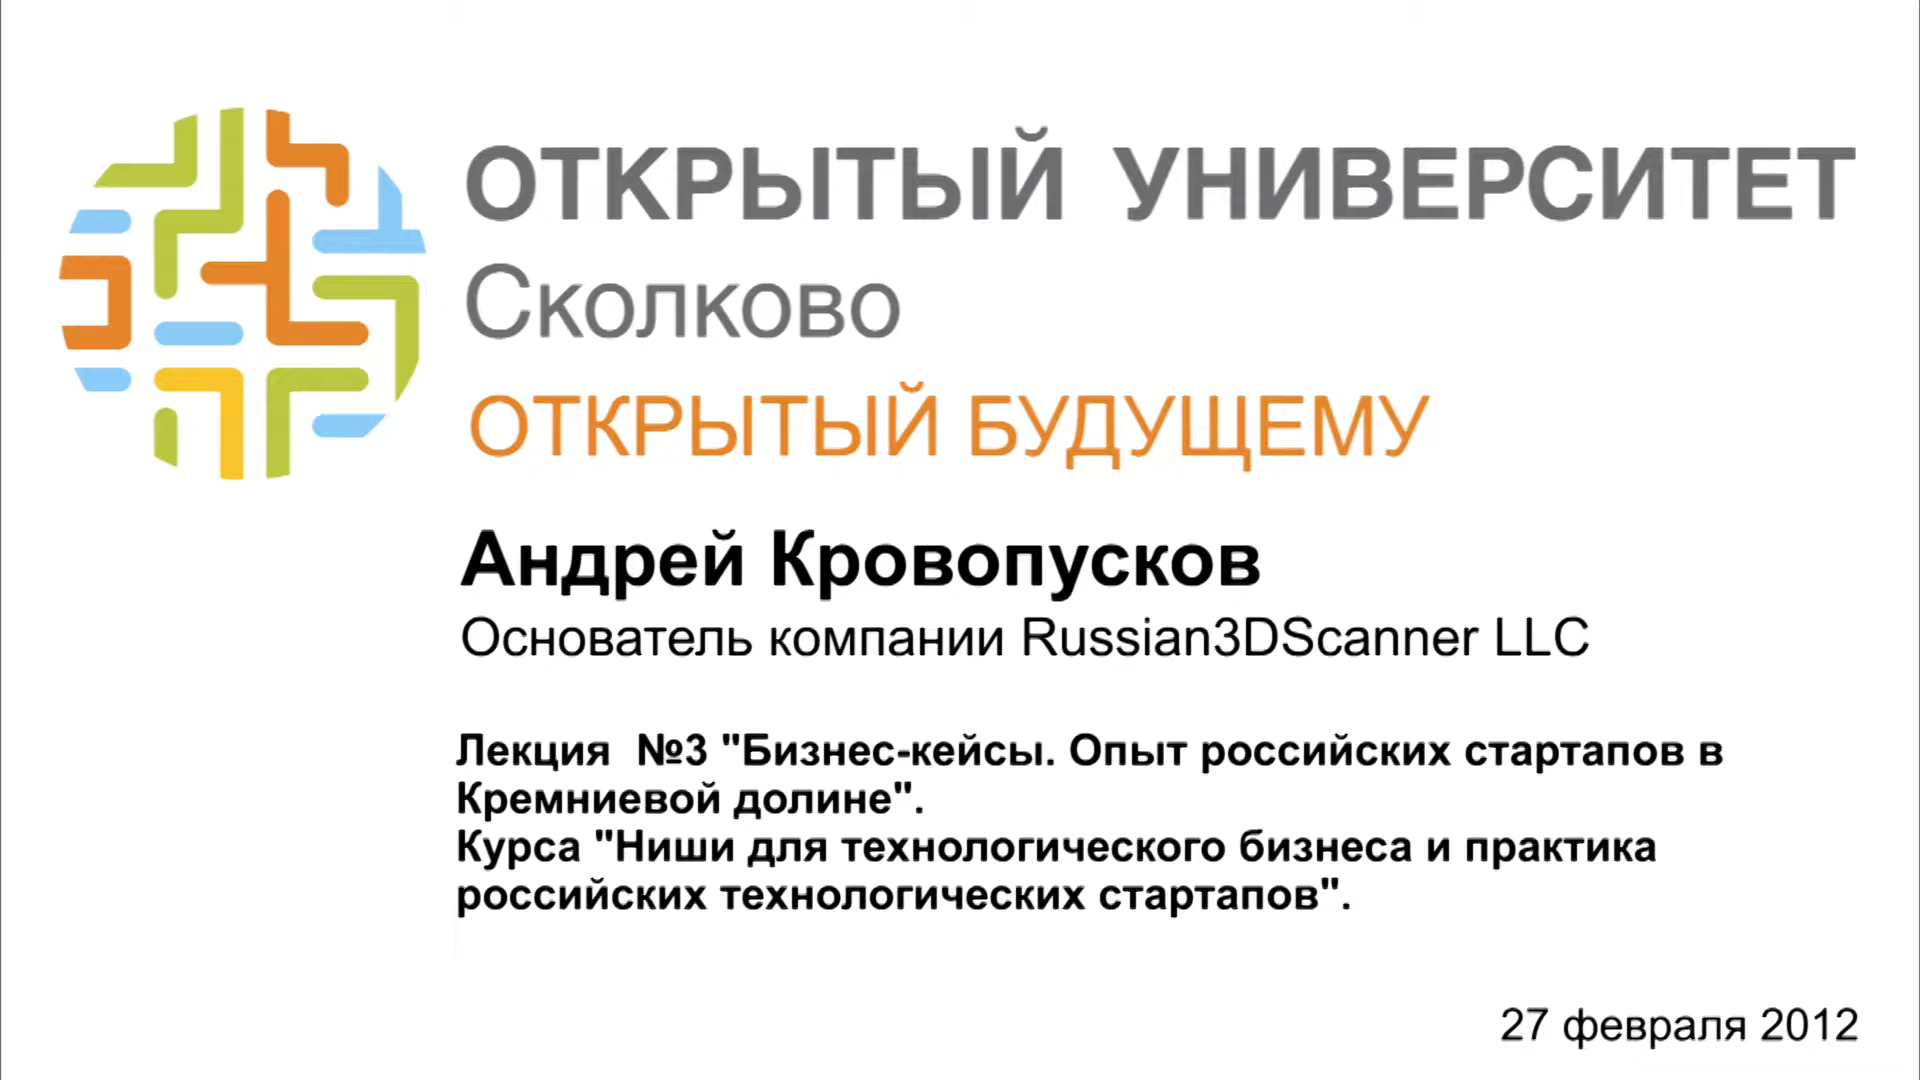 ОТКРЫТЫЙ УНИВЕРСИТЕТ
Сколково
ОТКРЫТЫЙ БУДУЩЕМУ
Андрей Кровопусков
Основатель компании Russian3DScanner LLC
Лекция №3 "Бизнес-кейсы. Опыт российских стартапов в
Кремниевой долине".
Курса "Ниши для технологического бизнеса и практика
российских технологических стартапов".
27 февраля 2012